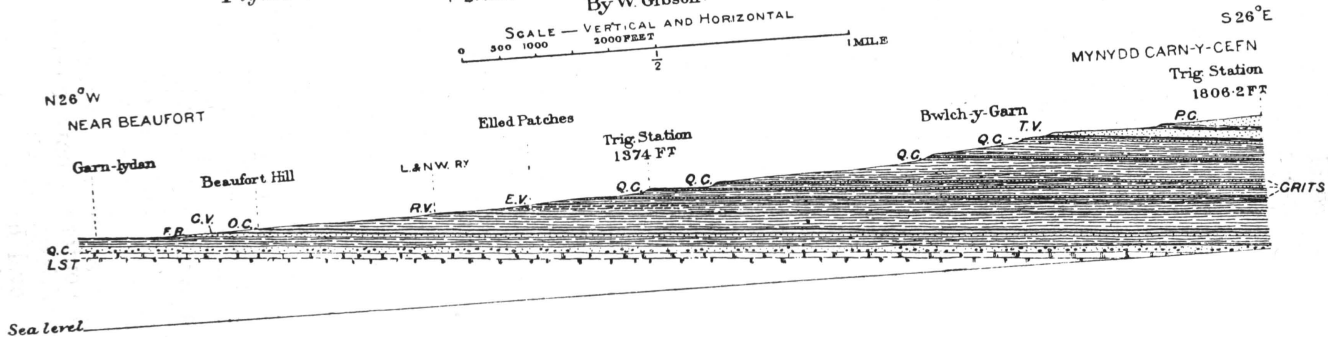 By W. Gibson
SCALE — VERTICAL AND HORIZONTAL
0 500 1000 2000 FEET 1/2 1 MILE
N 26° W
S 26° E
NEAR BEAUFORT
MYNYDD CARN-Y-CEFN
Trig. Station
1806·2 FT
Garn-lydan
Beaufort Hill
L.&N.W. RY
Elled Patches
Trig. Station
1374 FT
Bwlch-y-Garn
Q.C.
LST
F.R.
G.V.
O.C.
R.V.
E.V.
Q.C.
Q.C.
Q.C.
Q.C.
T.V.
P.G.
GRITS
Sea level